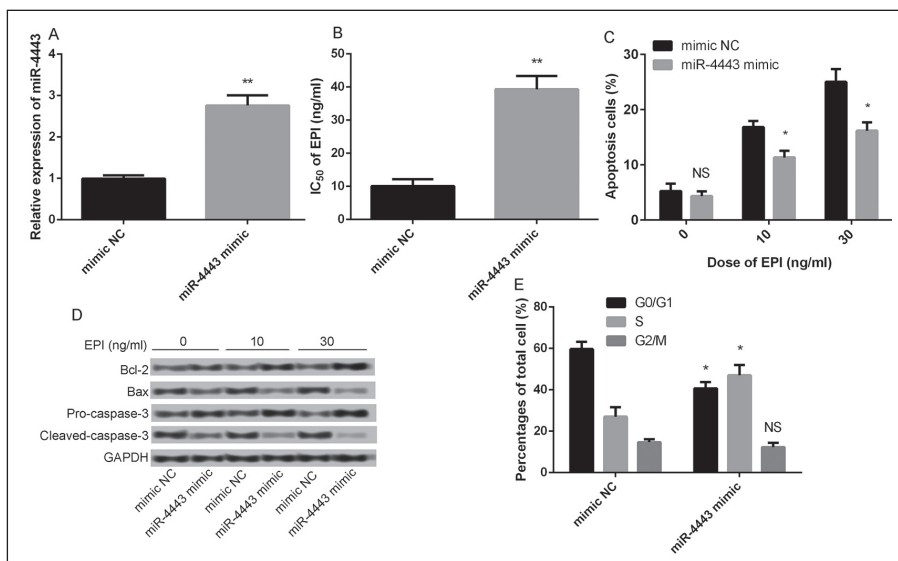 A
Relative expression of miR-4443
4
3
2
1
0
**
mimic NC
miR-4443 mimic
B
IC50 of EPI (ng/ml)
50
40
30
20
10
0
**
mimic NC
miR-4443 mimic
C
mimic NC
miR-4443 mimic
Apoptosis cells (%)
30
20
10
0
NS
*
*
0
10
30
Dose of EPI (ng/ml)
D
EPI (ng/ml)
0
10
30
Bcl-2
Bax
Pro-caspase-3
Cleaved-caspase-3
GAPDH
mimic NC
miR-4443 mimic
mimic NC
miR-4443 mimic
mimic NC
miR-4443 mimic
E
G0/G1
S
G2/M
Percentages of total cell (%)
80
60
40
20
0
*
*
NS
mimic NC
miR-4443 mimic